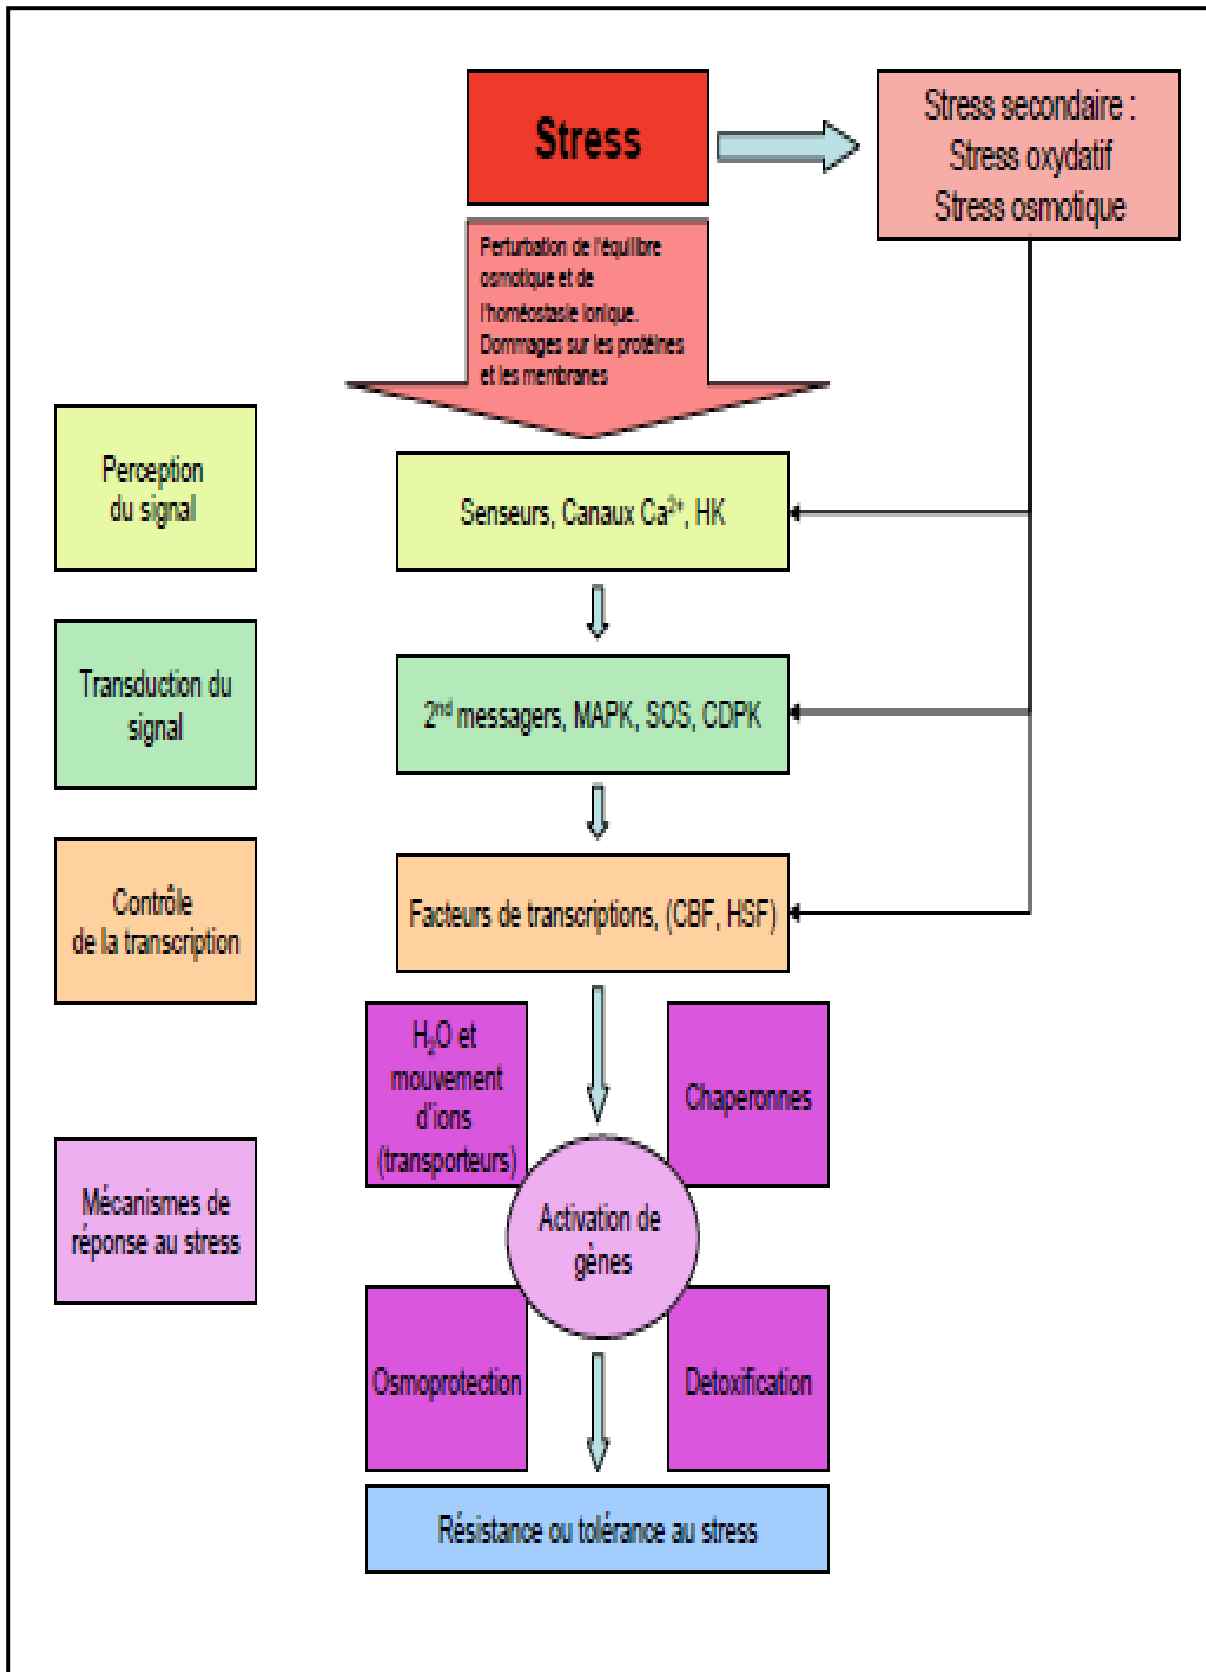 Stress
Stress secondaire :
Stress oxydatif
Stress osmotique
Perturbation de l'équilibre
osmotique et de
l'homéostasie ionique.
Dommages sur les protéines
et les membranes
Perception
du signal
Senseurs, Canaux Ca²⁺, HK
Transduction du
signal
2nd messagers, MAPK, SOS, CDPK
Contrôle
de la transcription
Facteurs de transcriptions, (CBF, HSF)
H₂O et
mouvement
d'ions
(transporteurs)
Chaperonnes
Mécanismes de
réponse au stress
Activation de
gènes
Osmoprotection
Detoxification
Résistance ou tolérance au stress